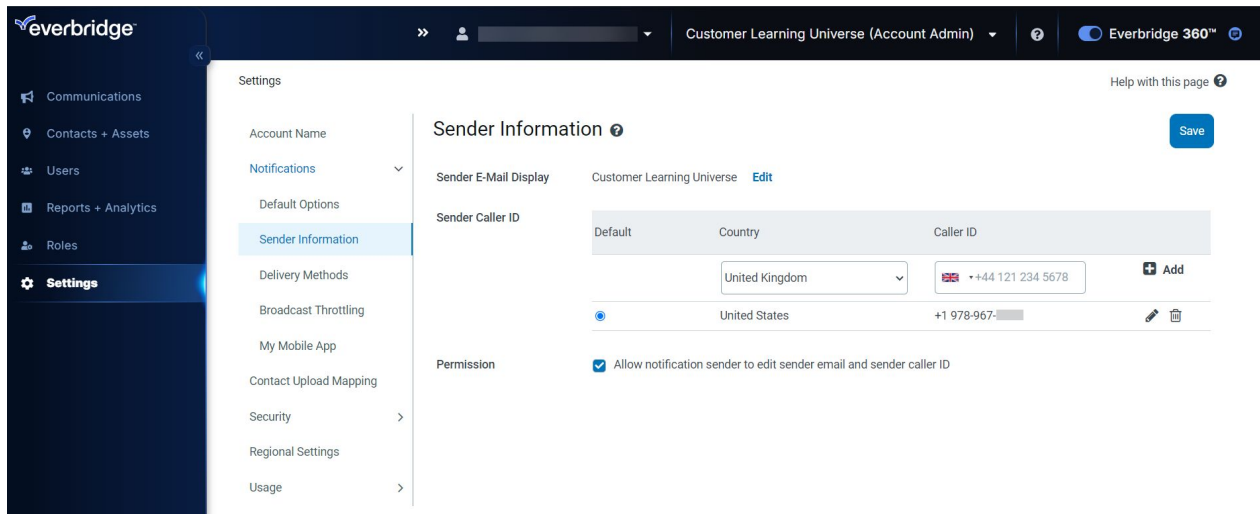 everbridge™
» Customer Learning Universe (Account Admin) Everbridge 360™
«
Communications
Contacts + Assets
Users
Reports + Analytics
Roles
Settings
Settings
Help with this page
Account Name
Notifications
Default Options
Sender Information
Delivery Methods
Broadcast Throttling
My Mobile App
Contact Upload Mapping
Security
Regional Settings
Usage
Sender Information
Save
Sender E-Mail Display Customer Learning Universe Edit
Sender Caller ID
Default Country Caller ID
United Kingdom +44 121 234 5678 Add
United States +1 978-967-
Permission Allow notification sender to edit sender email and sender caller ID